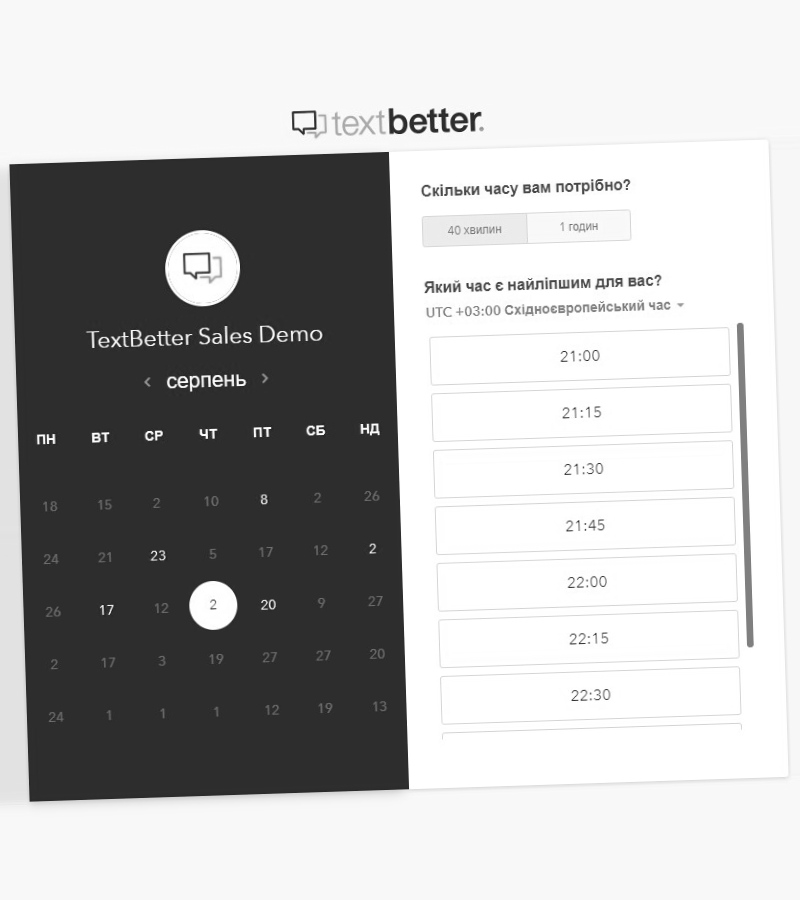 textbetter.
TextBetter Sales Demo
‹ серпень ›
ПН ВТ СР ЧТ ПТ СБ НД
18 15 2 10 8 2 26
24 21 23 5 17 12 2
26 17 12 2 20 9 27
2 17 3 19 27 27 20
24 1 1 1 12 19 13
Скільки часу вам потрібно?
40 хвилин 1 годин
Який час є найліпшим для вас?
UTC +03:00 Східноєвропейський час
21:00
21:15
21:30
21:45
22:00
22:15
22:30